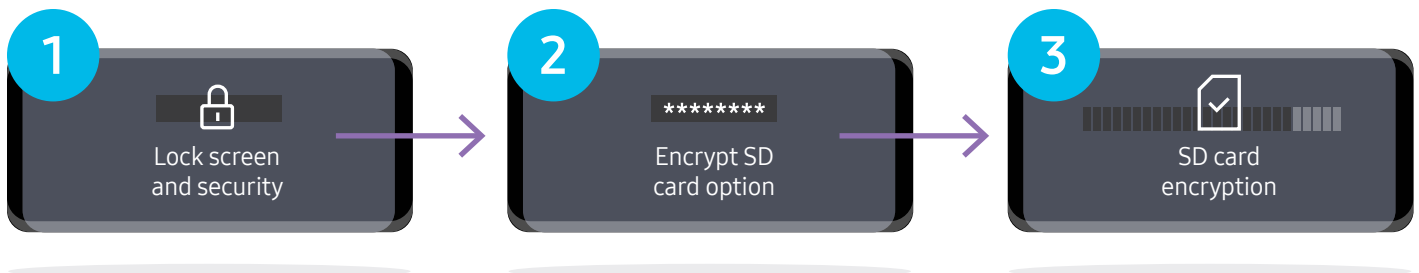 1
Lock screen
and security
2
********
Encrypt SD
card option
3
SD card
encryption